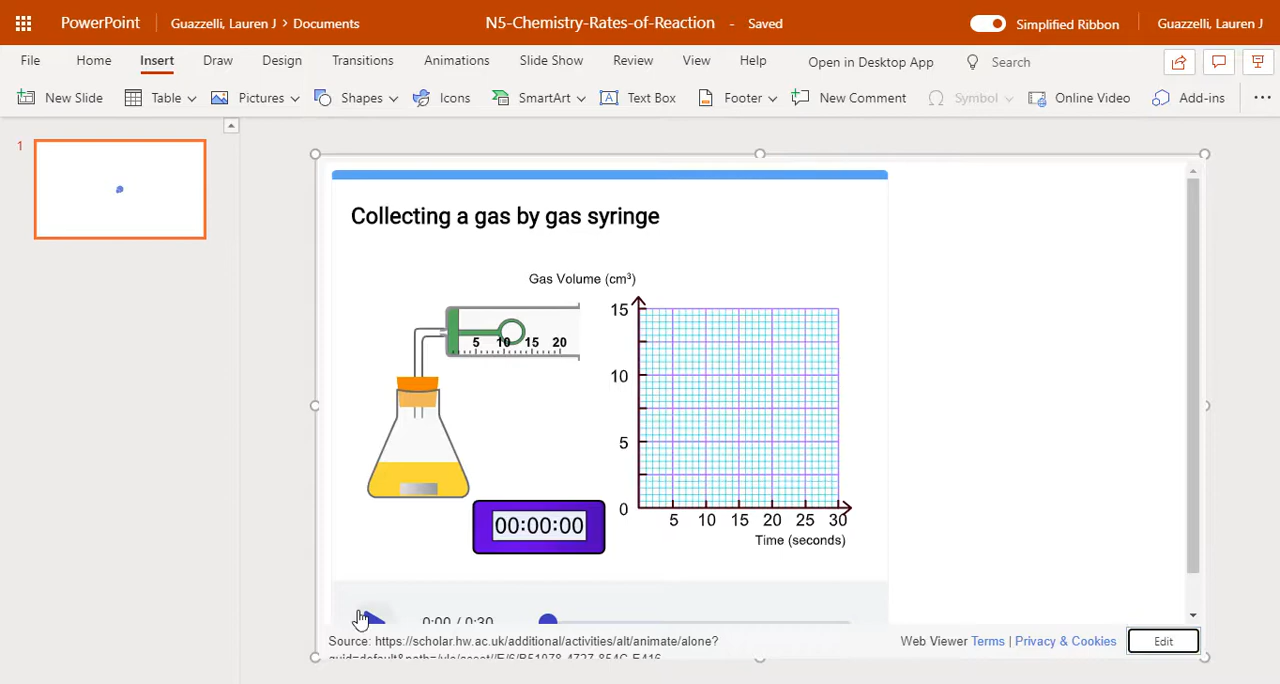 PowerPoint Guazzelli, Lauren J > Documents N5-Chemistry-Rates-of-Reaction - Saved Simplified Ribbon Guazzelli, Lauren J
File Home Insert Draw Design Transitions Animations Slide Show Review View Help Open in Desktop App Search
New Slide Table Pictures Shapes Icons SmartArt Text Box Footer New Comment Symbol Online Video Add-ins ...
1
Collecting a gas by gas syringe
Gas Volume (cm³)
15
10
5
0
5 10 15 20
00:00:00
5 10 15 20 25 30
Time (seconds)
0:00 / 0:30
Source: https://scholar.hw.ac.uk/additional/activities/alt/animate/alone?
Web Viewer Terms | Privacy & Cookies Edit